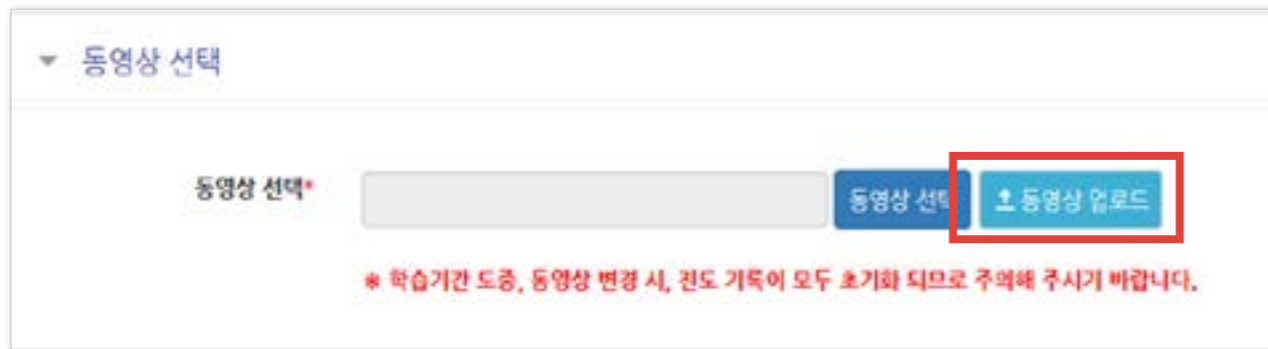 동영상 선택
동영상 선택* 동영상 선택 동영상 업로드
※ 학습기간 도중, 동영상 변경 시, 진도 기록이 모두 초기화 되므로 주의해 주시기 바랍니다.